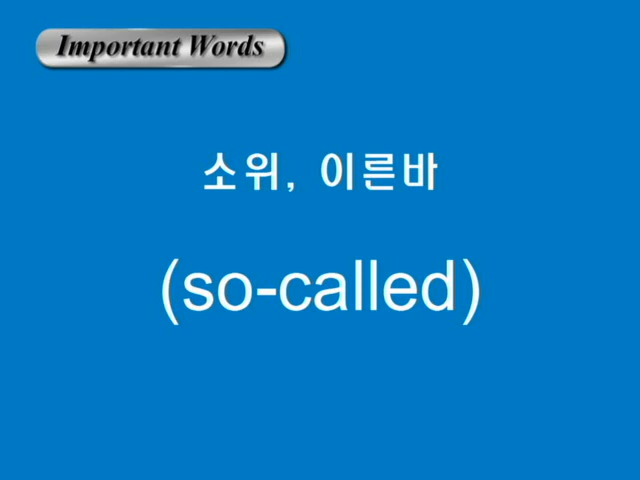 Important Words
소위, 이른바
(so-called)